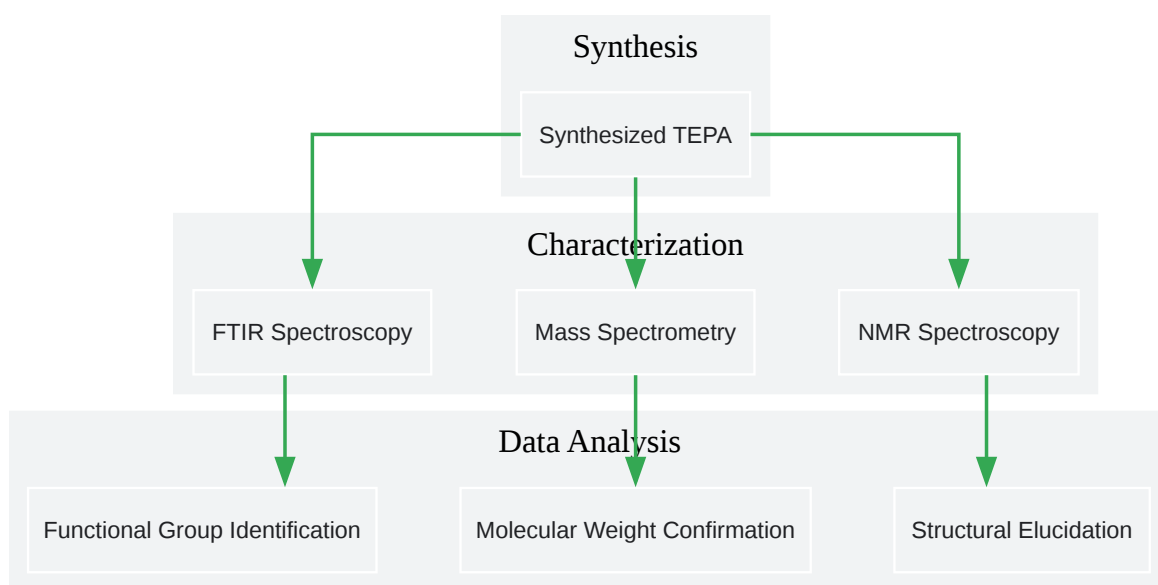 Synthesis
Synthesized TEPA
Characterization
FTIR Spectroscopy
Mass Spectrometry
NMR Spectroscopy
Data Analysis
Functional Group Identification
Molecular Weight Confirmation
Structural Elucidation